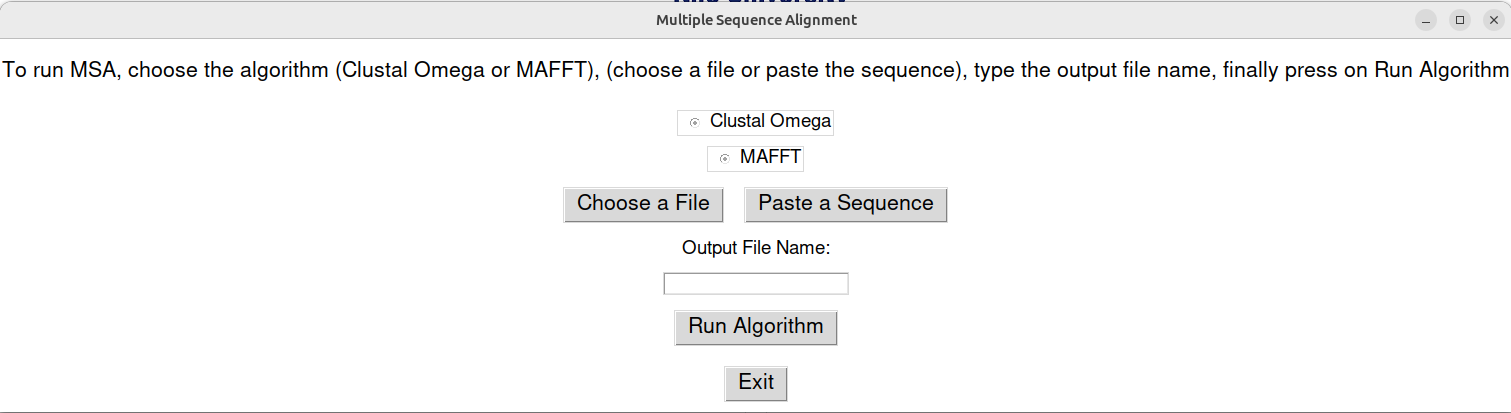 Multiple Sequence Alignment
To run MSA, choose the algorithm (Clustal Omega or MAFFT), (choose a file or paste the sequence), type the output file name, finally press on Run Algorithm
Clustal Omega
MAFFT
Choose a File Paste a Sequence
Output File Name:
Run Algorithm
Exit